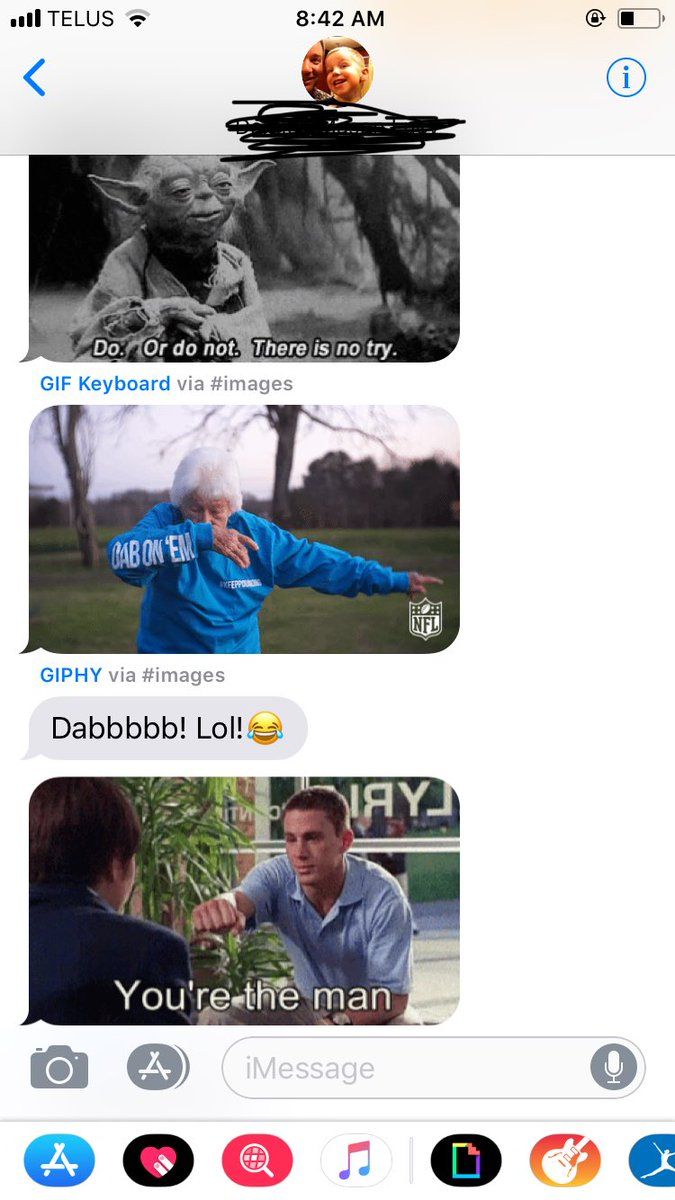 TELUS
8:42 AM
Do. Or do not. There is no try.
GIF Keyboard via #images
DAB ON 'EM
#KEEPPOUNDING
NFL
GIPHY via #images
Dabbbbb! Lol!😂
LYRI
You're the man
iMessage